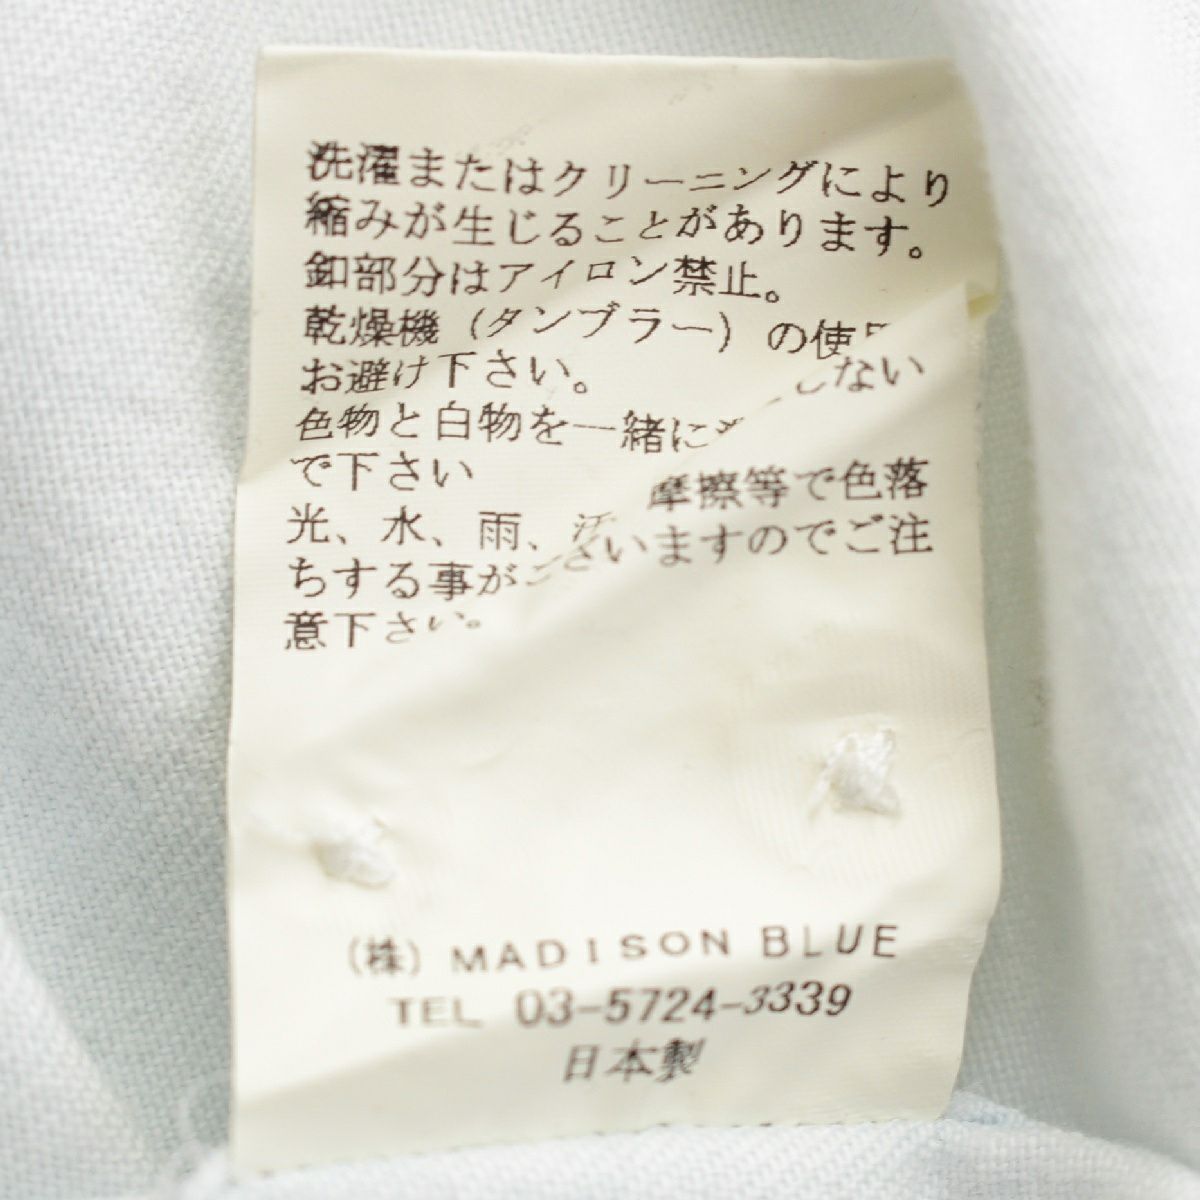 洗濯またはクリーニングにより
縮みが生じることがあります。
釦部分はアイロン禁止。
乾燥機（タンブラー）の使
お避け下さい。
色物と白物を一緒に しない
で下さい
光、水、雨、 摩擦等で色落
ちする事がございますのでご注
意下さい。
（株）MADISON BLUE
TEL 03-5724-3339
日本製